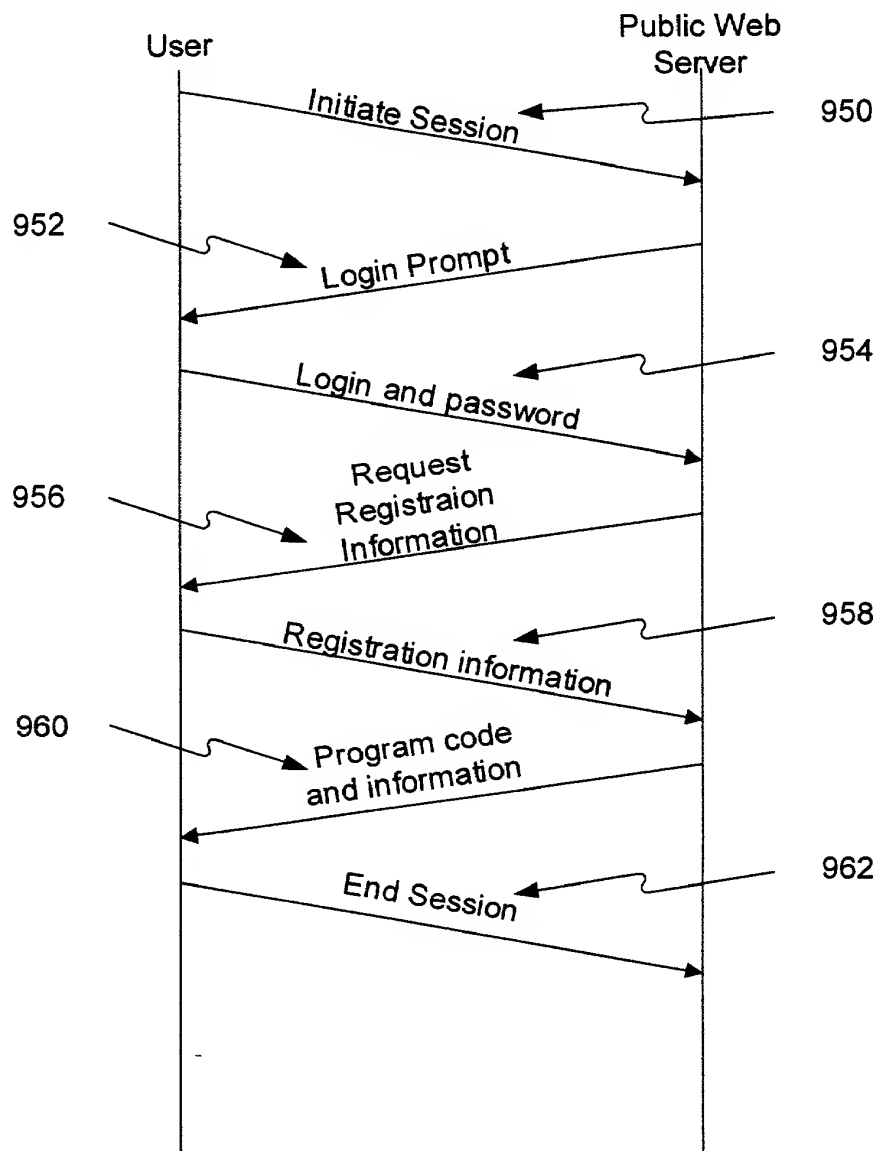 User
Public Web
Server
Initiate Session
950
952
Login Prompt
954
Login and password
956
Request
Registraion
Information
958
Registration information
960
Program code
and information
962
End Session